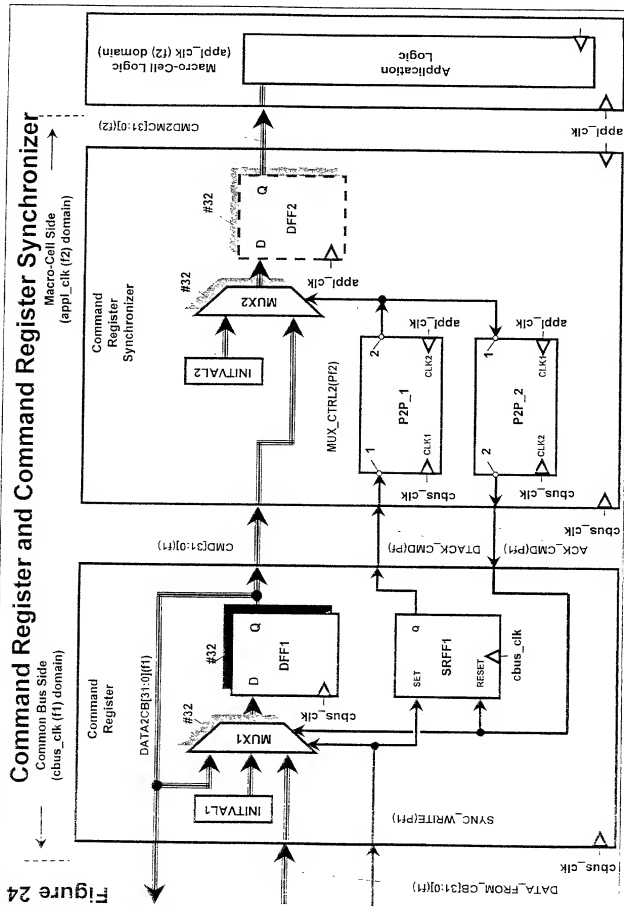 Figure 24
Command Register and Command Register Synchronizer
Common Bus Side
(cbus_clk (f1) domain)
Macro-Cell Side
(appl_clk (f2) domain)
Command
Register
DATA2CB[31:0](f1)
INITVAL1
MUX1
#32
#32
D
Q
DFF1
cbus_clk
SET
Q
SRFF1
RESET
cbus_clk
SYNC_WRITE(Pf1)
DATA_FROM_CB[31:0](f1)
cbus_clk
CMD[31:0](f1)
DTACK_CMD(Pf)
ACK_CMD(Pf1)
Command
Register
Synchronizer
INITVAL2
MUX2
#32
#32
D
Q
DFF2
appl_clk
MUX_CTRL2(Pf2)
1
2
P2P_1
CLK1
CLK2
cbus_clk
appl_clk
2
1
P2P_2
CLK2
CLK1
cbus_clk
appl_clk
cbus_clk
appl_clk
CMD2MC[31:0](f2)
Macro-Cell Logic
(appl_clk (f2) domain)
Application
Logic